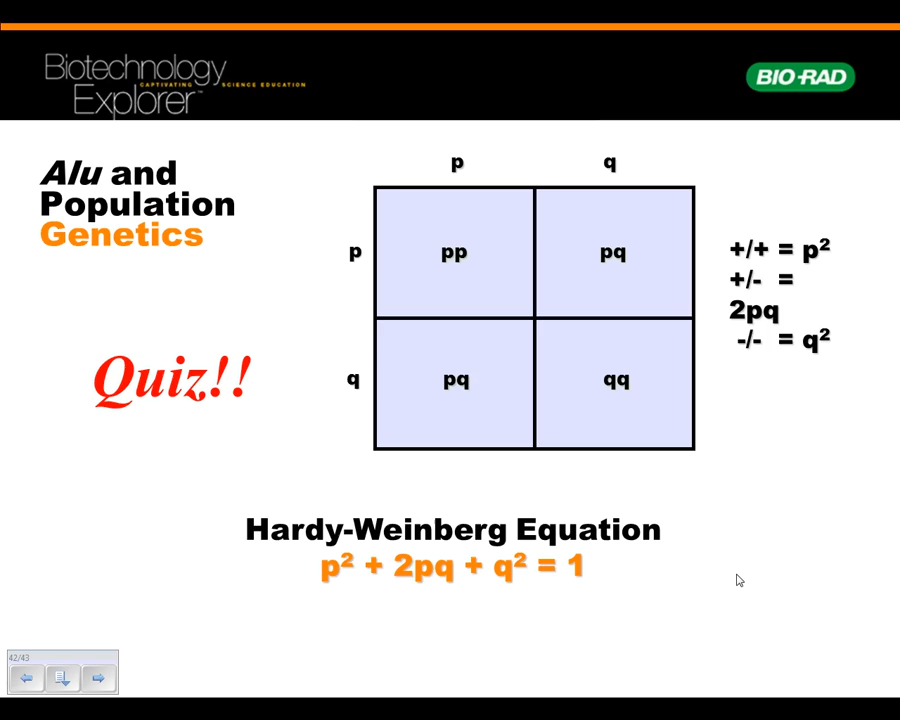 Biotechnology
CAPTIVATING SCIENCE EDUCATION
Explorer™
BIO-RAD
Alu and
Population
Genetics
Quiz!!
p q
p pp pq
q pq qq
+/+ = p²
+/- =
2pq
-/- = q²
Hardy-Weinberg Equation
p² + 2pq + q² = 1
42/43